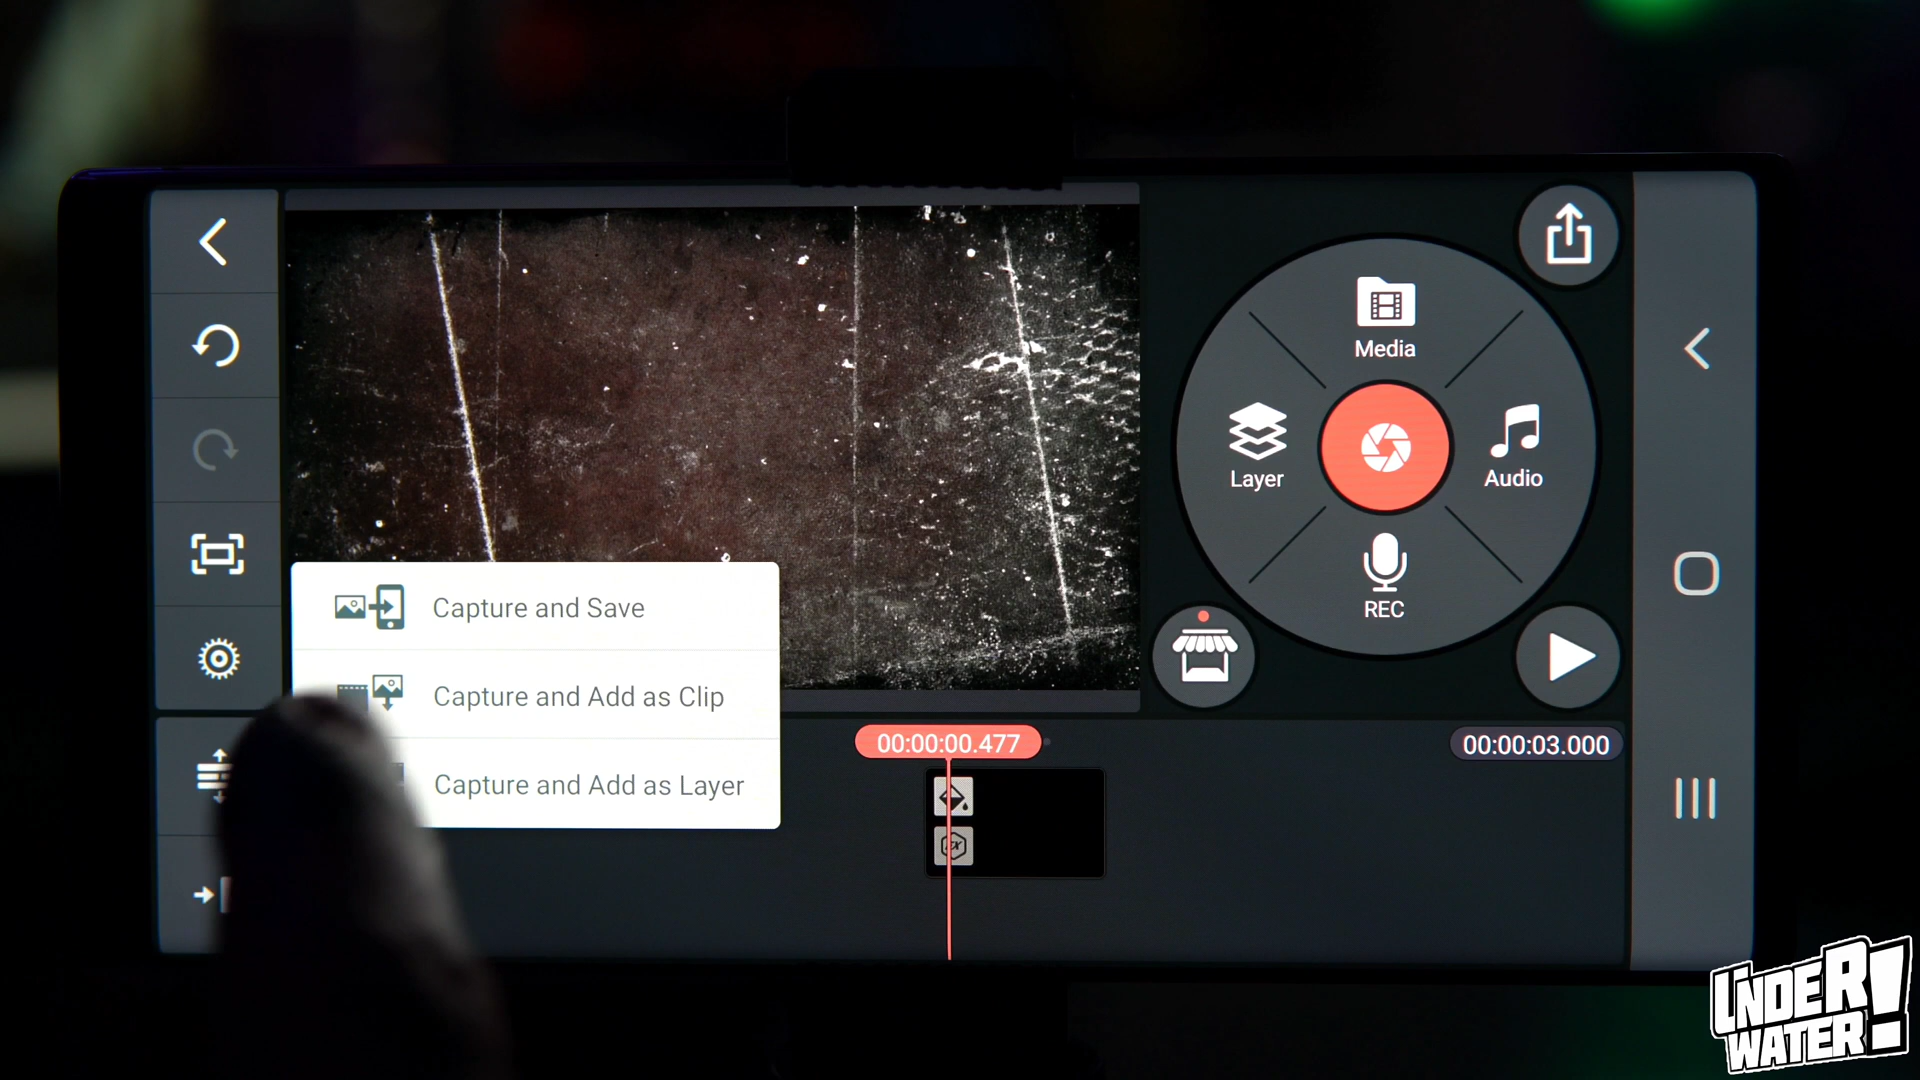 Media
Layer
Audio
REC
Capture and Save
Capture and Add as Clip
Capture and Add as Layer
00:00:00.477
00:00:03.000
UNDER
WATER!